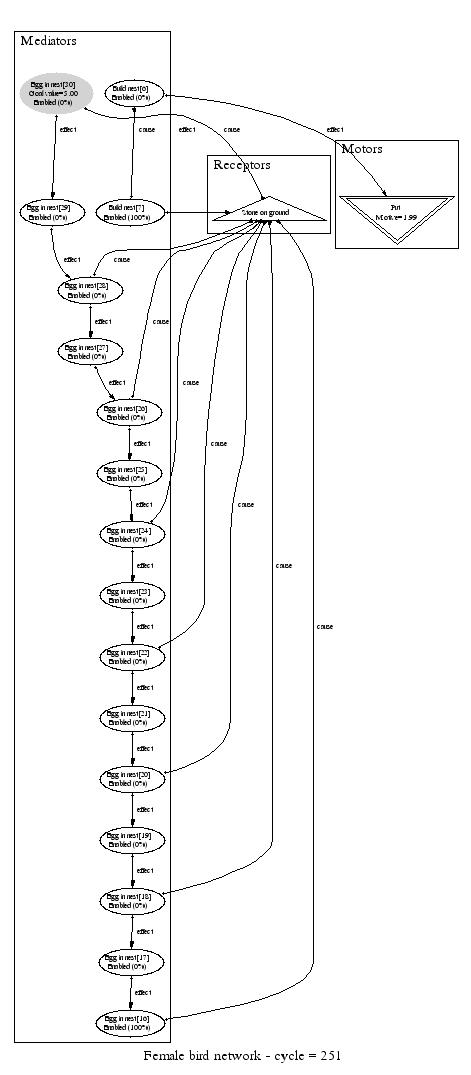 Mediators
Egg in nest[30]
Goal value=5.00
Enabled (0%)
Build nest[6]
Enabled (0%)
effect
cause
effect
cause
effect
Receptors
Motors
Egg in nest[29]
Enabled (0%)
Build nest[7]
Enabled (100%)
Stone on ground
Put
Motive=1.99
effect
cause
Egg in nest[28]
Enabled (0%)
effect
cause
Egg in nest[27]
Enabled (0%)
effect
cause
Egg in nest[26]
Enabled (0%)
effect
cause
Egg in nest[25]
Enabled (0%)
effect
cause
Egg in nest[24]
Enabled (0%)
effect
cause
Egg in nest[23]
Enabled (0%)
effect
cause
Egg in nest[22]
Enabled (0%)
effect
Egg in nest[21]
Enabled (0%)
effect
Egg in nest[20]
Enabled (0%)
effect
Egg in nest[19]
Enabled (0%)
effect
Egg in nest[18]
Enabled (0%)
effect
Egg in nest[17]
Enabled (0%)
effect
Egg in nest[16]
Enabled (100%)
Female bird network - cycle = 251